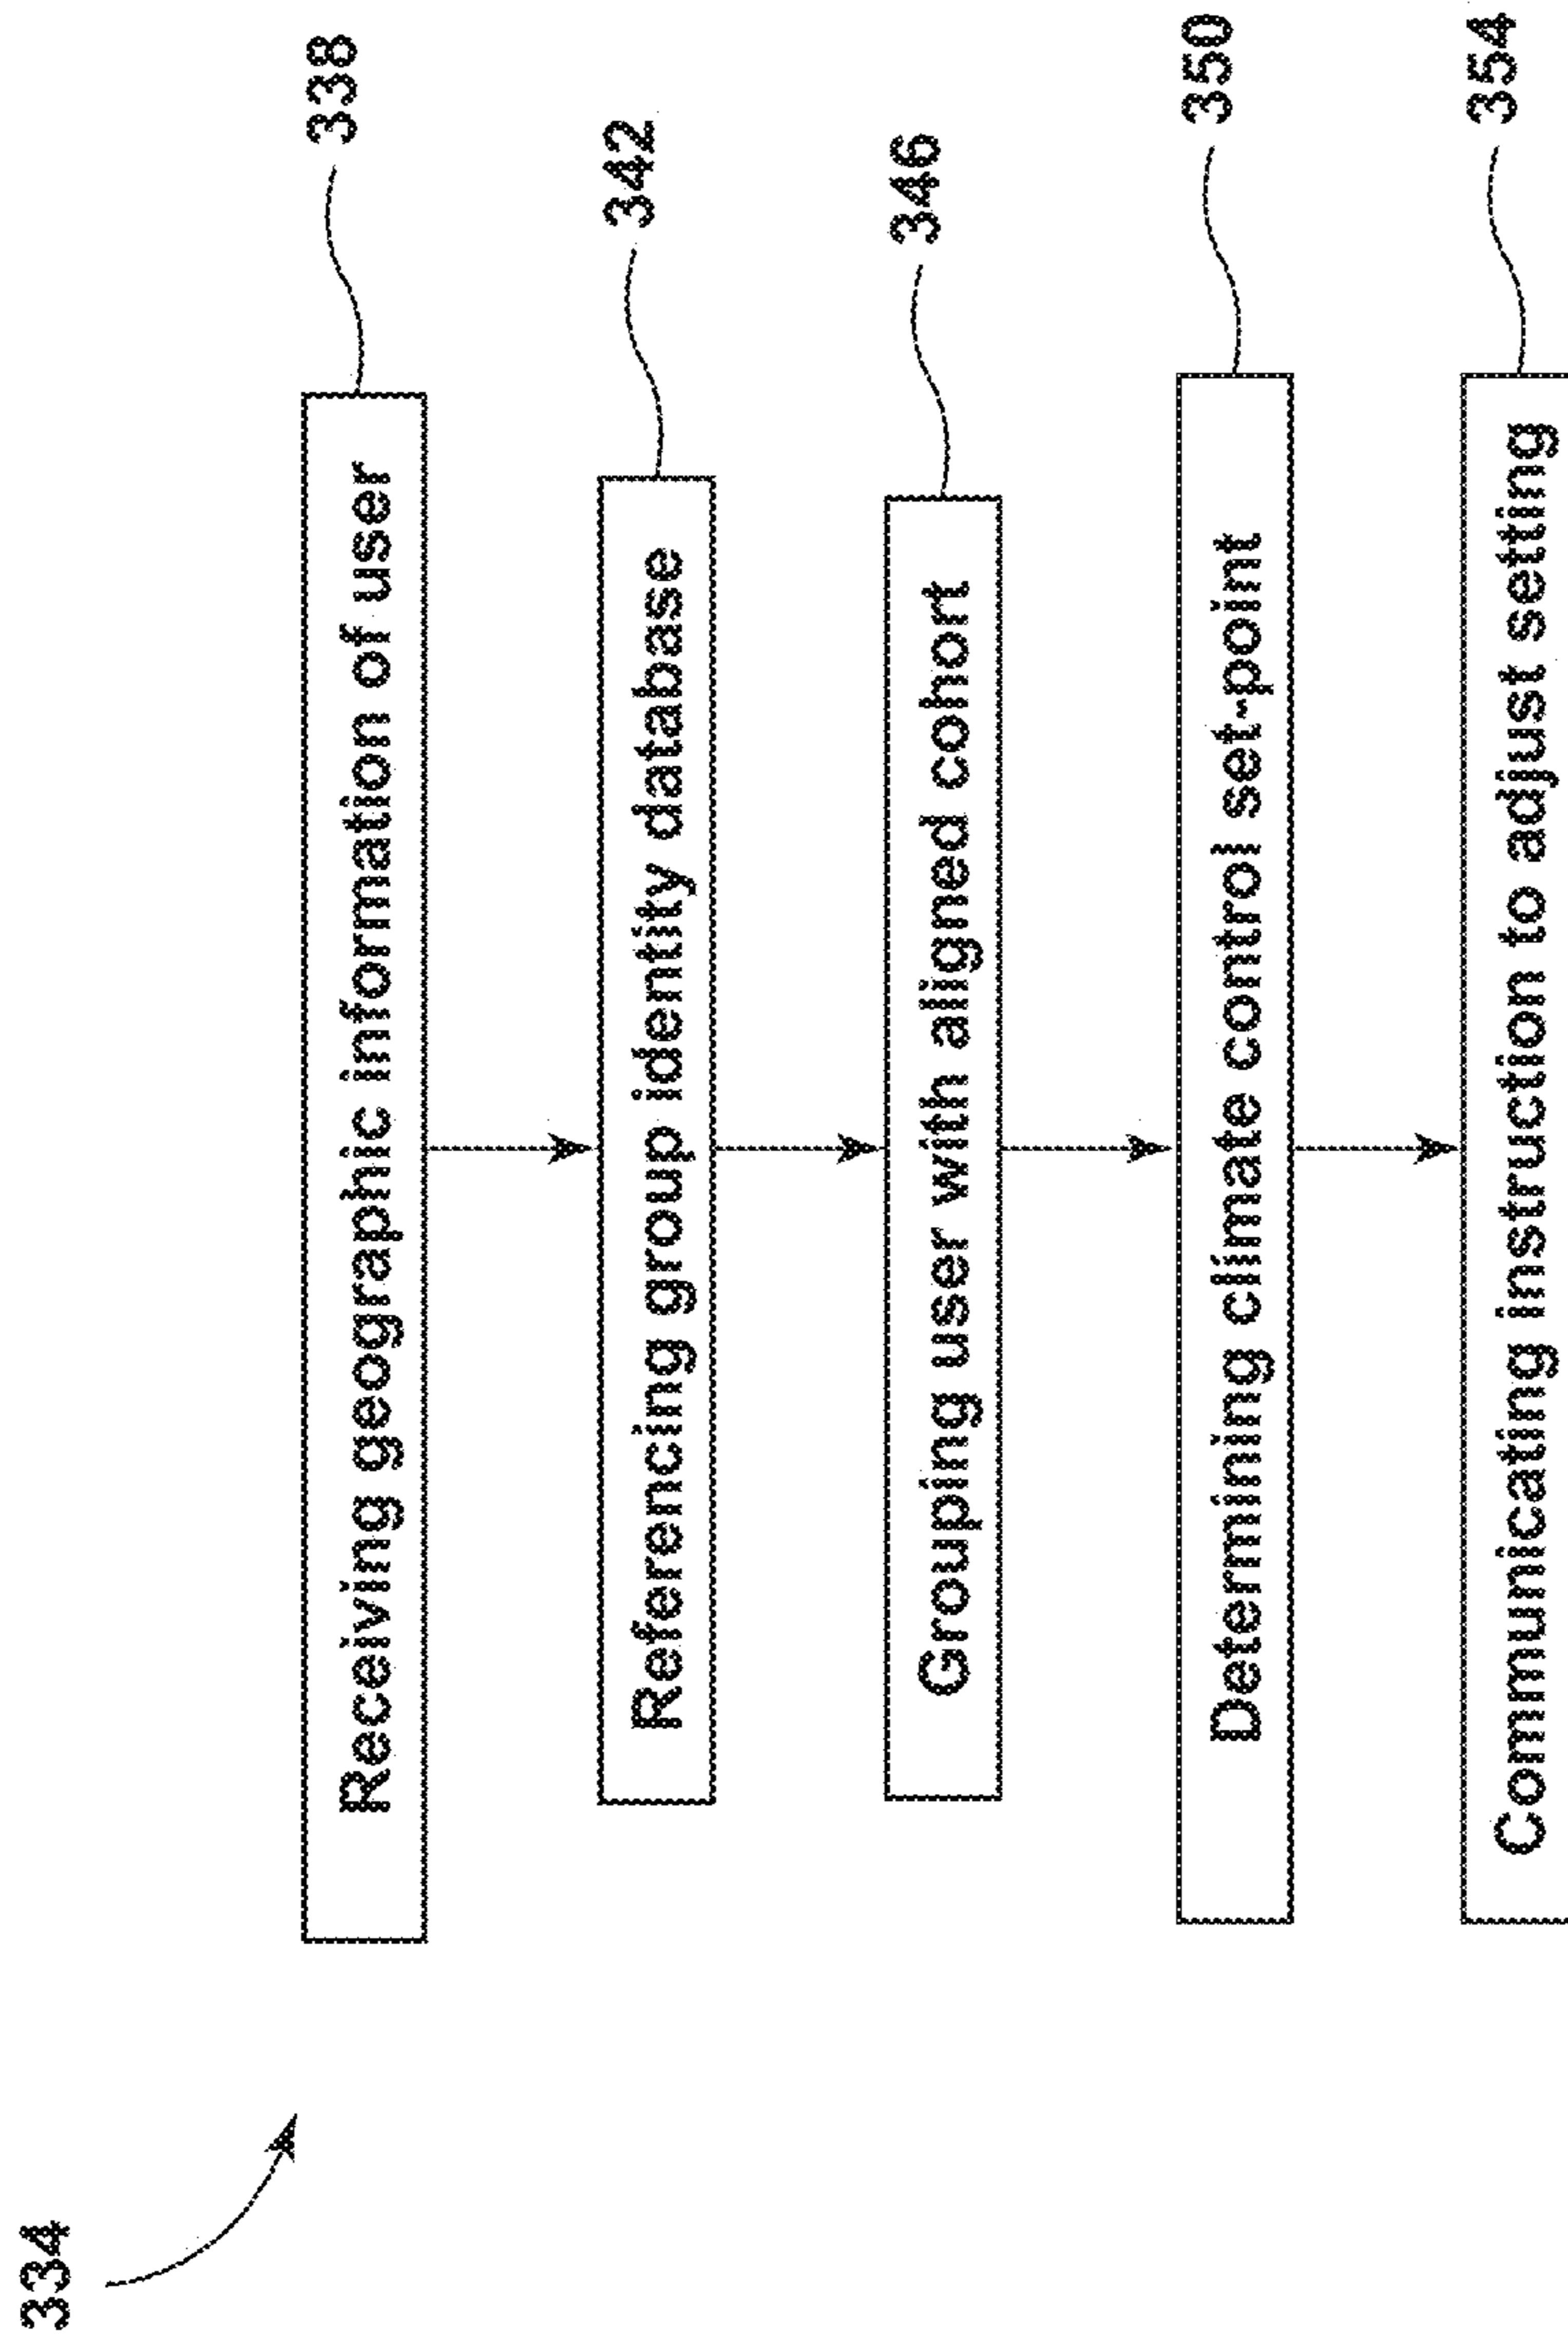 334
Receiving geographic information of user
338
Referencing group identity database
342
Grouping user with aligned cohort
346
Determining climate control set-point
350
Communicating instruction to adjust setting
354